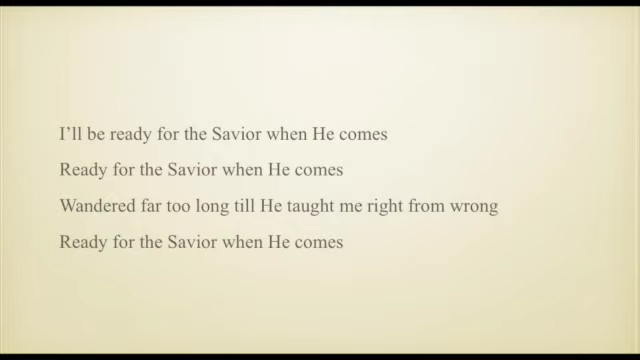 I'll be ready for the Savior when He comes
Ready for the Savior when He comes
Wandered far too long till He taught me right from wrong
Ready for the Savior when He comes